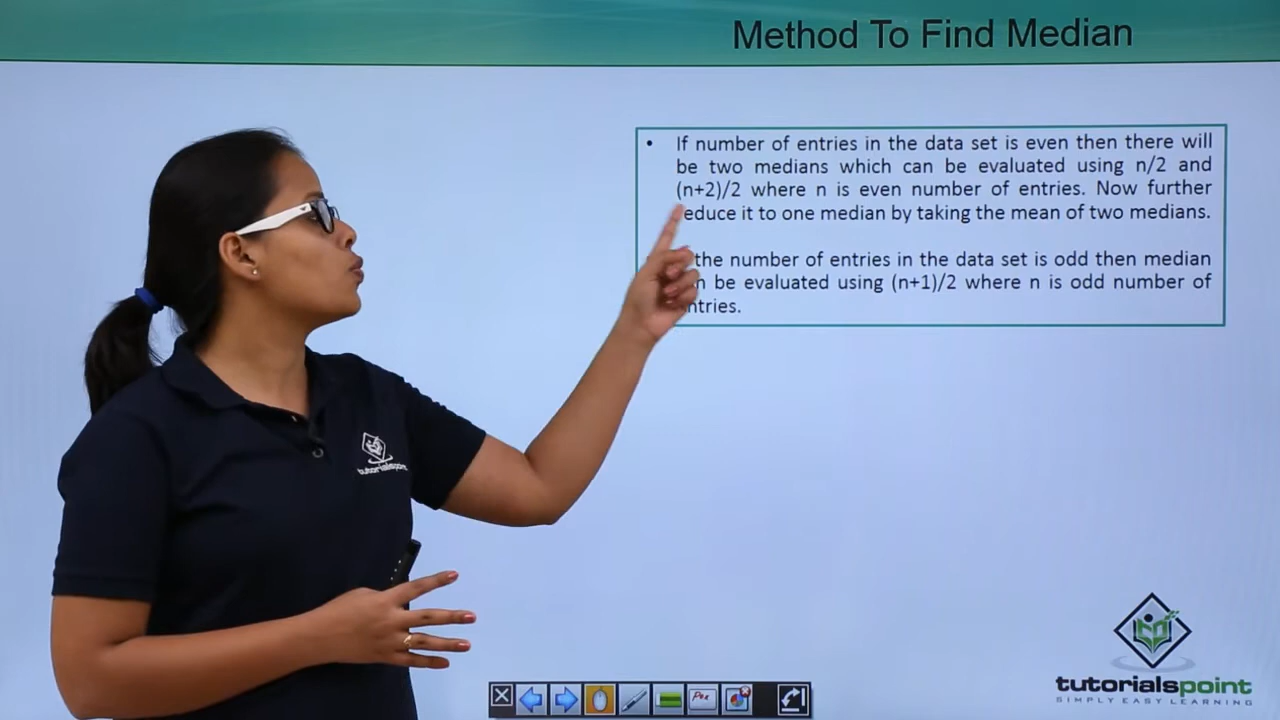 Method To Find Median
• If number of entries in the data set is even then there will
be two medians which can be evaluated using n/2 and
(n+2)/2 where n is even number of entries. Now further
educe it to one median by taking the mean of two medians.
the number of entries in the data set is odd then median
n be evaluated using (n+1)/2 where n is odd number of
ntries.
tutorialspoint
Pen
tutorialspoint
SIMPLY EASY LEARNING